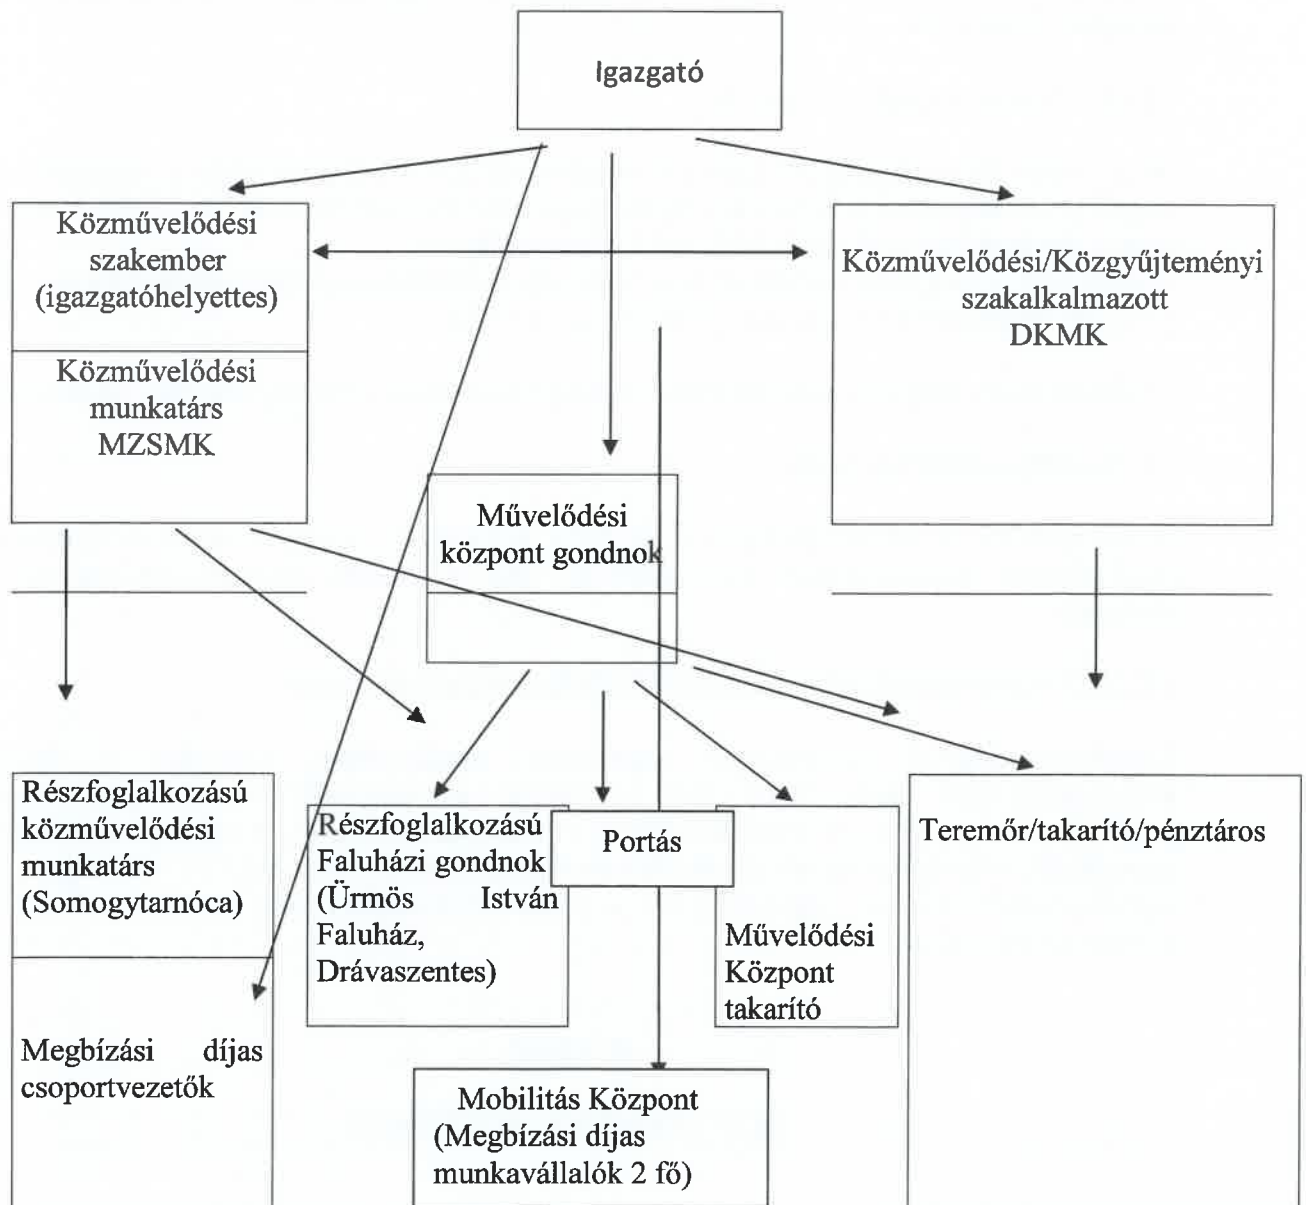 Igazgató
Közművelődési
szakember
(igazgatóhelyettes)
Közművelődési
munkatárs
MZSMK
Közművelődési/Közgyűjteményi
szakalkalmazott
DKMK
Művelődési
központ gondnok
Részfoglalkozású
közművelődési
munkatárs
(Somogytarnóca)
Megbízási díjas
csoportvezetők
Részfoglalkozású
Faluházi gondnok
(Ürmös István
Faluház,
Drávaszentes)
Portás
Művelődési
Központ
takarító
Teremőr/takarító/pénztáros
Mobilitás Központ
(Megbízási díjas
munkavállalók 2 fő)